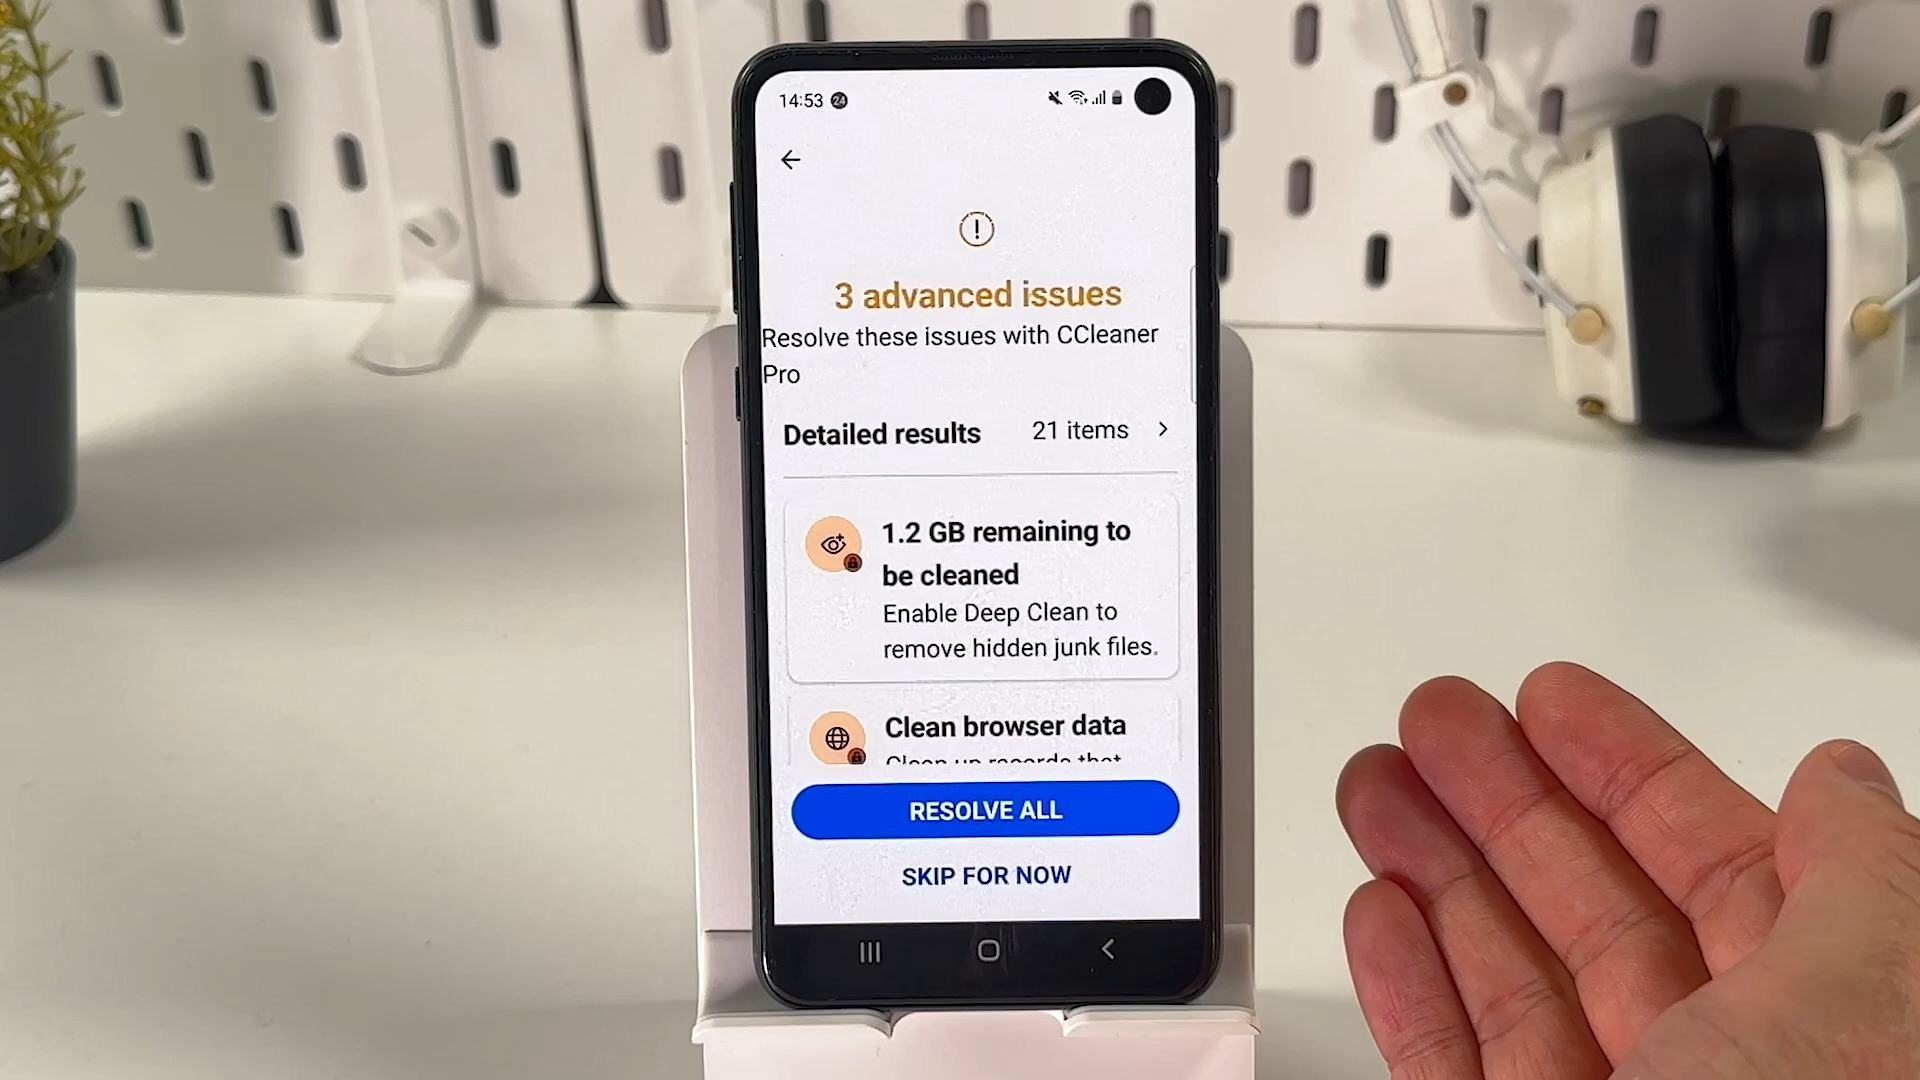 14:53 24
3 advanced issues
Resolve these issues with CCleaner
Pro
Detailed results 21 items
1.2 GB remaining to
be cleaned
Enable Deep Clean to
remove hidden junk files.
Clean browser data
Clean up records that
RESOLVE ALL
SKIP FOR NOW